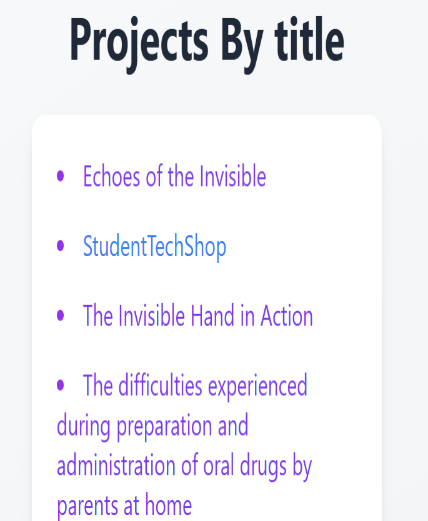 Projects By title
• Echoes of the Invisible
• StudentTechShop
• The Invisible Hand in Action
• The difficulties experienced
during preparation and
administration of oral drugs by
parents at home